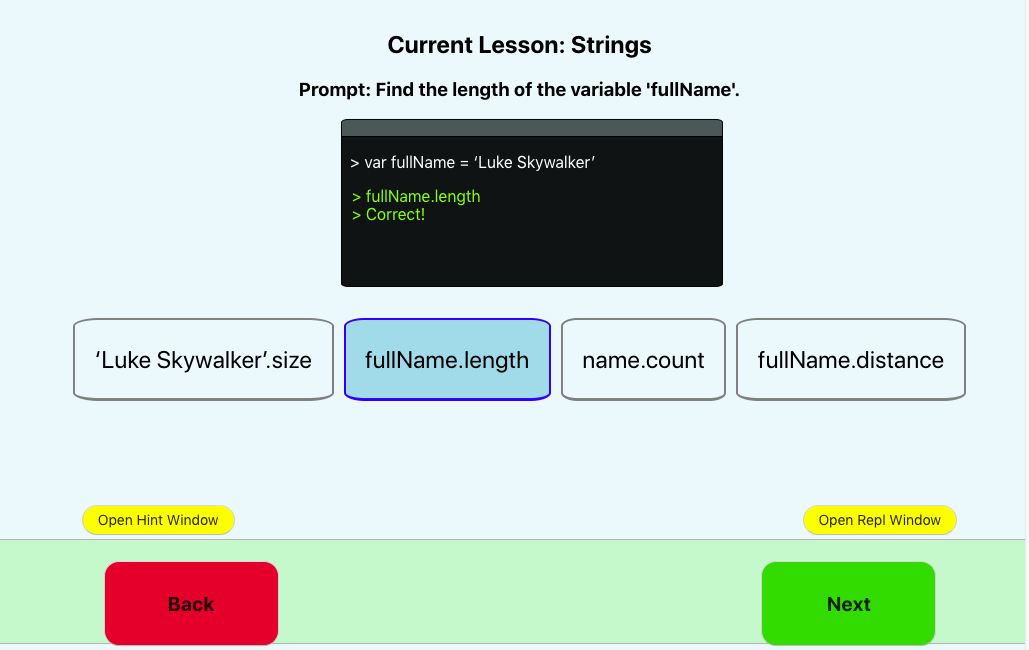 Current Lesson: Strings
Prompt: Find the length of the variable 'fullName'.
> var fullName = ‘Luke Skywalker’
> fullName.length
> Correct!
‘Luke Skywalker’.size
fullName.length
name.count
fullName.distance
Open Hint Window
Open Repl Window
Back
Next